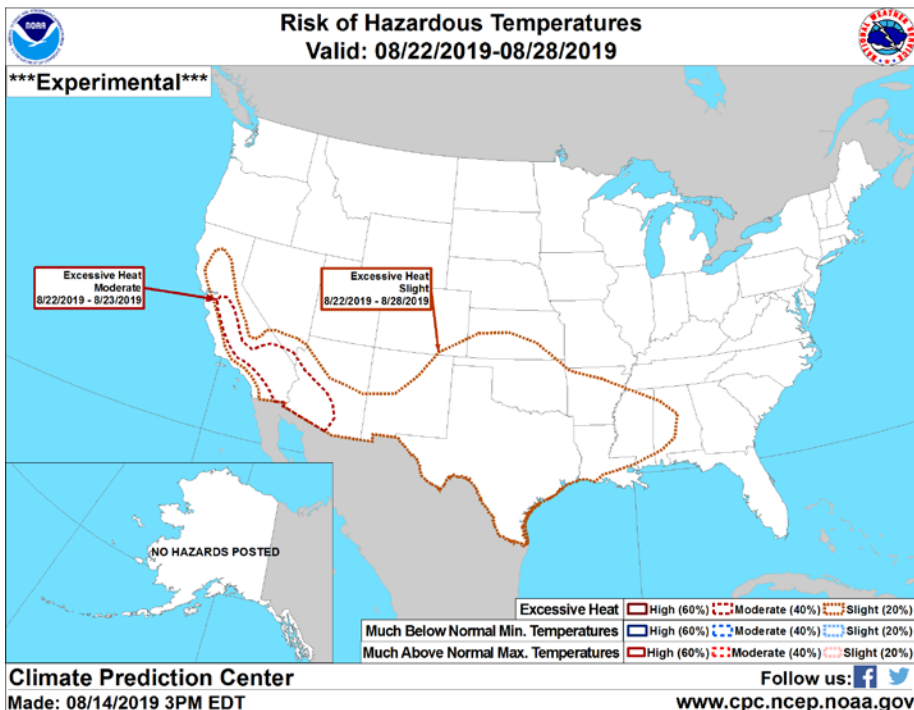 Risk of Hazardous Temperatures
Valid: 08/22/2019-08/28/2019
NOAA
***Experimental***
Excessive Heat
Moderate
8/22/2019 - 8/23/2019
Excessive Heat
Slight
8/22/2019 - 8/28/2019
NO HAZARDS POSTED
Excessive Heat High (60%) Moderate (40%) Slight (20%)
Much Below Normal Min. Temperatures High (60%) Moderate (40%) Slight (20%)
Much Above Normal Max. Temperatures High (60%) Moderate (40%) Slight (20%)
Climate Prediction Center
Follow us:
Made: 08/14/2019 3PM EDT
www.cpc.ncep.noaa.gov